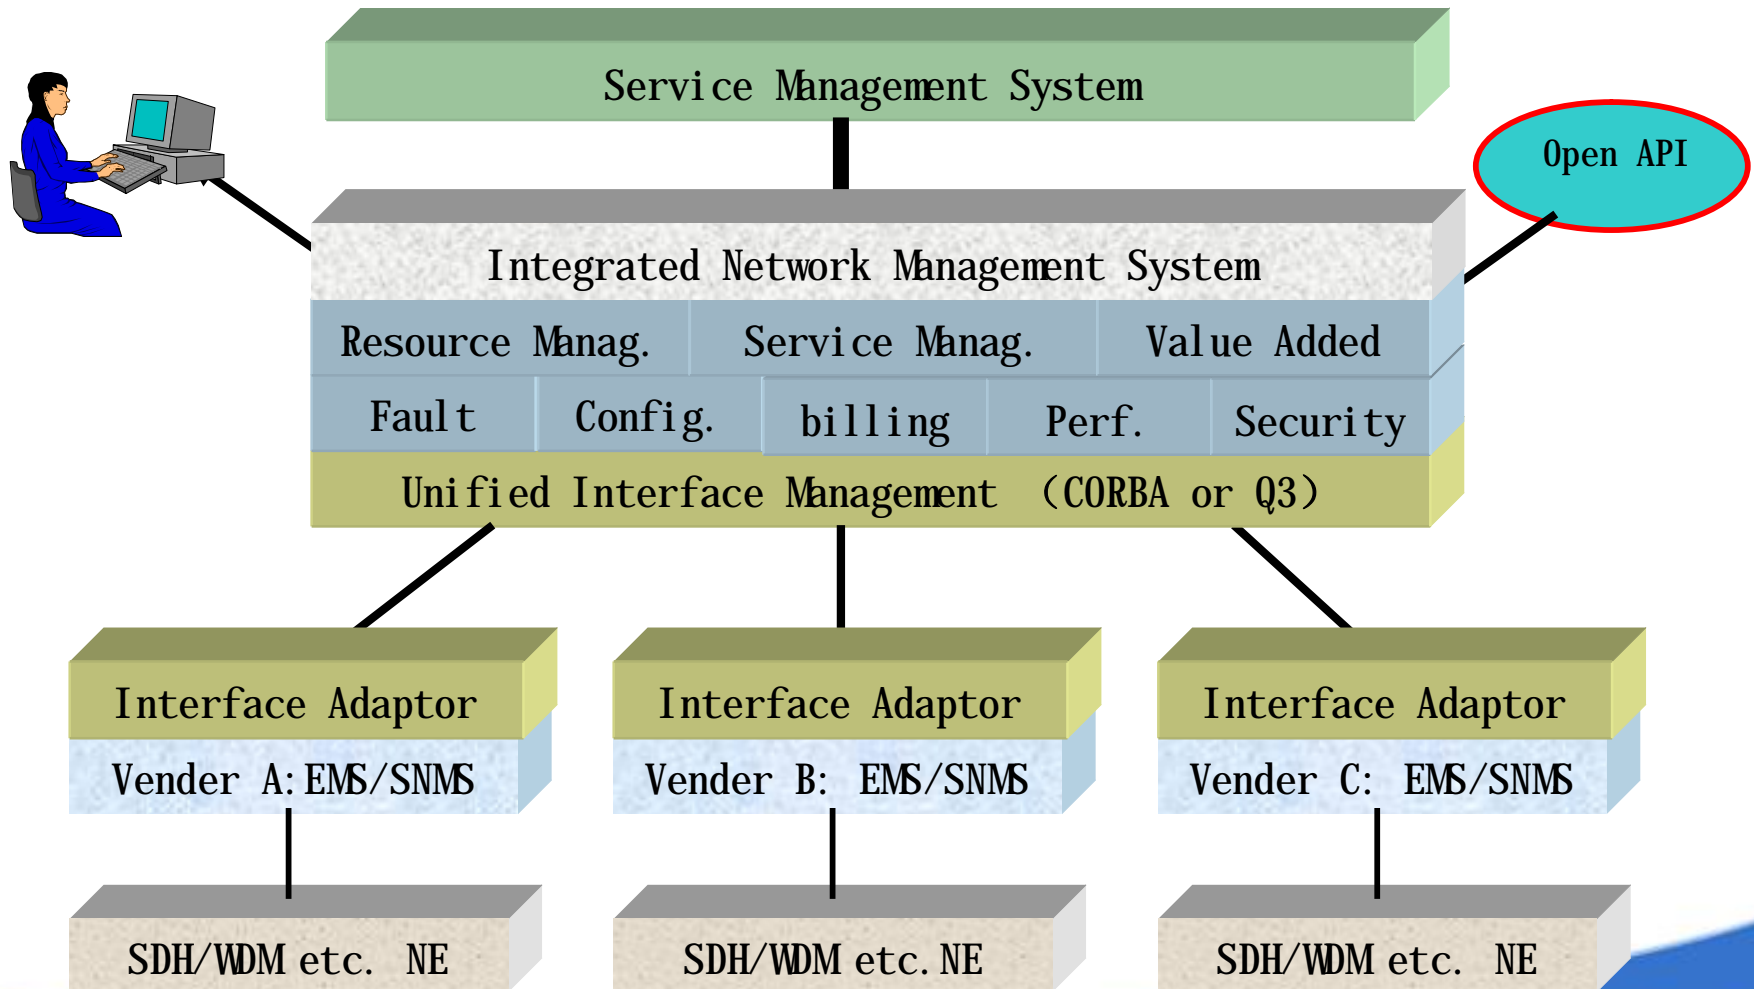 Service Management System
Open API
Integrated Network Management System
Resource Manag. Service Manag. Value Added
Fault Config. billing Perf. Security
Unified Interface Management （CORBA or Q3）
Interface Adaptor Interface Adaptor Interface Adaptor
Vender A: EMS/SNMS Vender B: EMS/SNMS Vender C: EMS/SNMS
SDH/WDM etc. NE SDH/WDM etc. NE SDH/WDM etc. NE